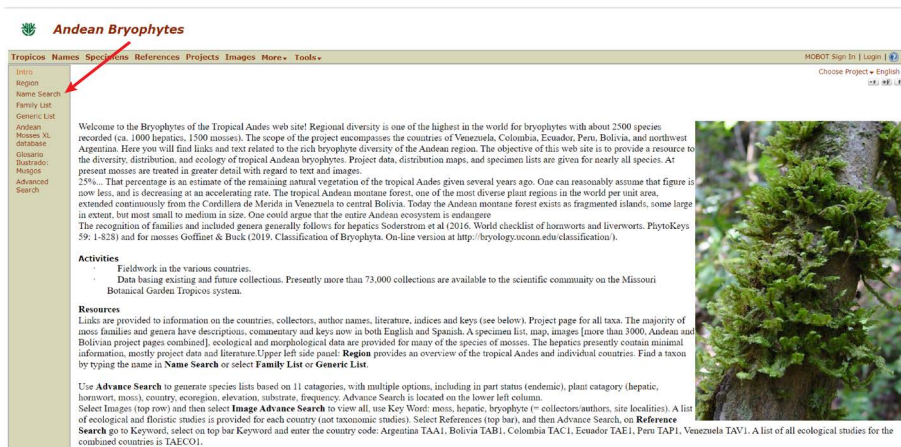 Andean Bryophytes
Tropicos Names Specimens References Projects Images More Tools
MOBOT Sign In | Login |
Choose Project English
Intro
Region
Name Search
Family List
Generic List
Andean
Mosses XL
database
Glosario
Ilustrado:
Musgos
Advanced
Search
Welcome to the Bryophytes of the Tropical Andes web site! Regional diversity is one of the highest in the world for bryophytes with about 2500 species
recorded (ca. 1000 hepatics, 1500 mosses). The scope of the project encompasses the countries of Venezuela, Colombia, Ecuador, Peru, Bolivia, and northwest
Argentina. Here you will find links and text related to the rich bryophyte diversity of the Andean region. The objective of this web site is to provide a resource to
the diversity, distribution, and ecology of tropical Andean bryophytes. Project data, distribution maps, and specimen lists are given for nearly all species. At
present mosses are treated in greater detail with regard to text and images.
25%... That percentage is an estimate of the remaining natural vegetation of the tropical Andes given several years ago. One can reasonably assume that figure is
now less, and is decreasing at an accelerating rate. The tropical Andean montane forest, one of the most diverse plant regions in the world per unit area,
extended continuously from the Cordillera de Merida in Venezuela to central Bolivia. Today the Andean montane forest exists as fragmented islands, some large
in extent, but most small to medium in size. One could argue that the entire Andean ecosystem is endangere
The recognition of families and included genera generally follows for hepatics Soderstrom et al (2016. World checklist of hornworts and liverworts. PhytoKeys
59: 1-828) and for mosses Goffinet & Buck (2019. Classification of Bryophyta. On-line version at http://bryology.uconn.edu/classification/).
Activities
· Fieldwork in the various countries.
· Data basing existing and future collections. Presently more than 73,000 collections are available to the scientific community on the Missouri
Botanical Garden Tropicos system.
Resources
Links are provided to information on the countries, collectors, author names, literature, indices and keys (see below). Project page for all taxa. The majority of
moss families and genera have descriptions, commentary and keys now in both English and Spanish. A specimen list, map, images [more than 3000, Andean and
Bolivian project pages combined], ecological and morphological data are provided for many of the species of mosses. The hepatics presently contain minimal
information, mostly project data and literature.Upper left side panel: Region provides an overview of the tropical Andes and individual countries. Find a taxon
by typing the name in Name Search or select Family List or Generic List.
Use Advance Search to generate species lists based on 11 catagories, with multiple options, including in part status (endemic), plant catagory (hepatic,
hornwort, moss), country, ecoregion, elevation, substrate, frequency. Advance Search is located on the lower left column.
Select Images (top row) and then select Image Advance Search to view all, use Key Word: moss, hepatic, bryophyte (= collectors/authors, site localities). A list
of ecological and floristic studies is provided for each country (not taxonomic studies). Select References (top bar), and then Advance Search, on Reference
Search go to Keyword, select on top bar Keyword and enter the country code: Argentina TAA1, Bolivia TAB1, Colombia TAC1, Ecuador TAE1, Peru TAP1, Venezuela TAV1. A list of all ecological studies for the
combined countries is TAECO1.